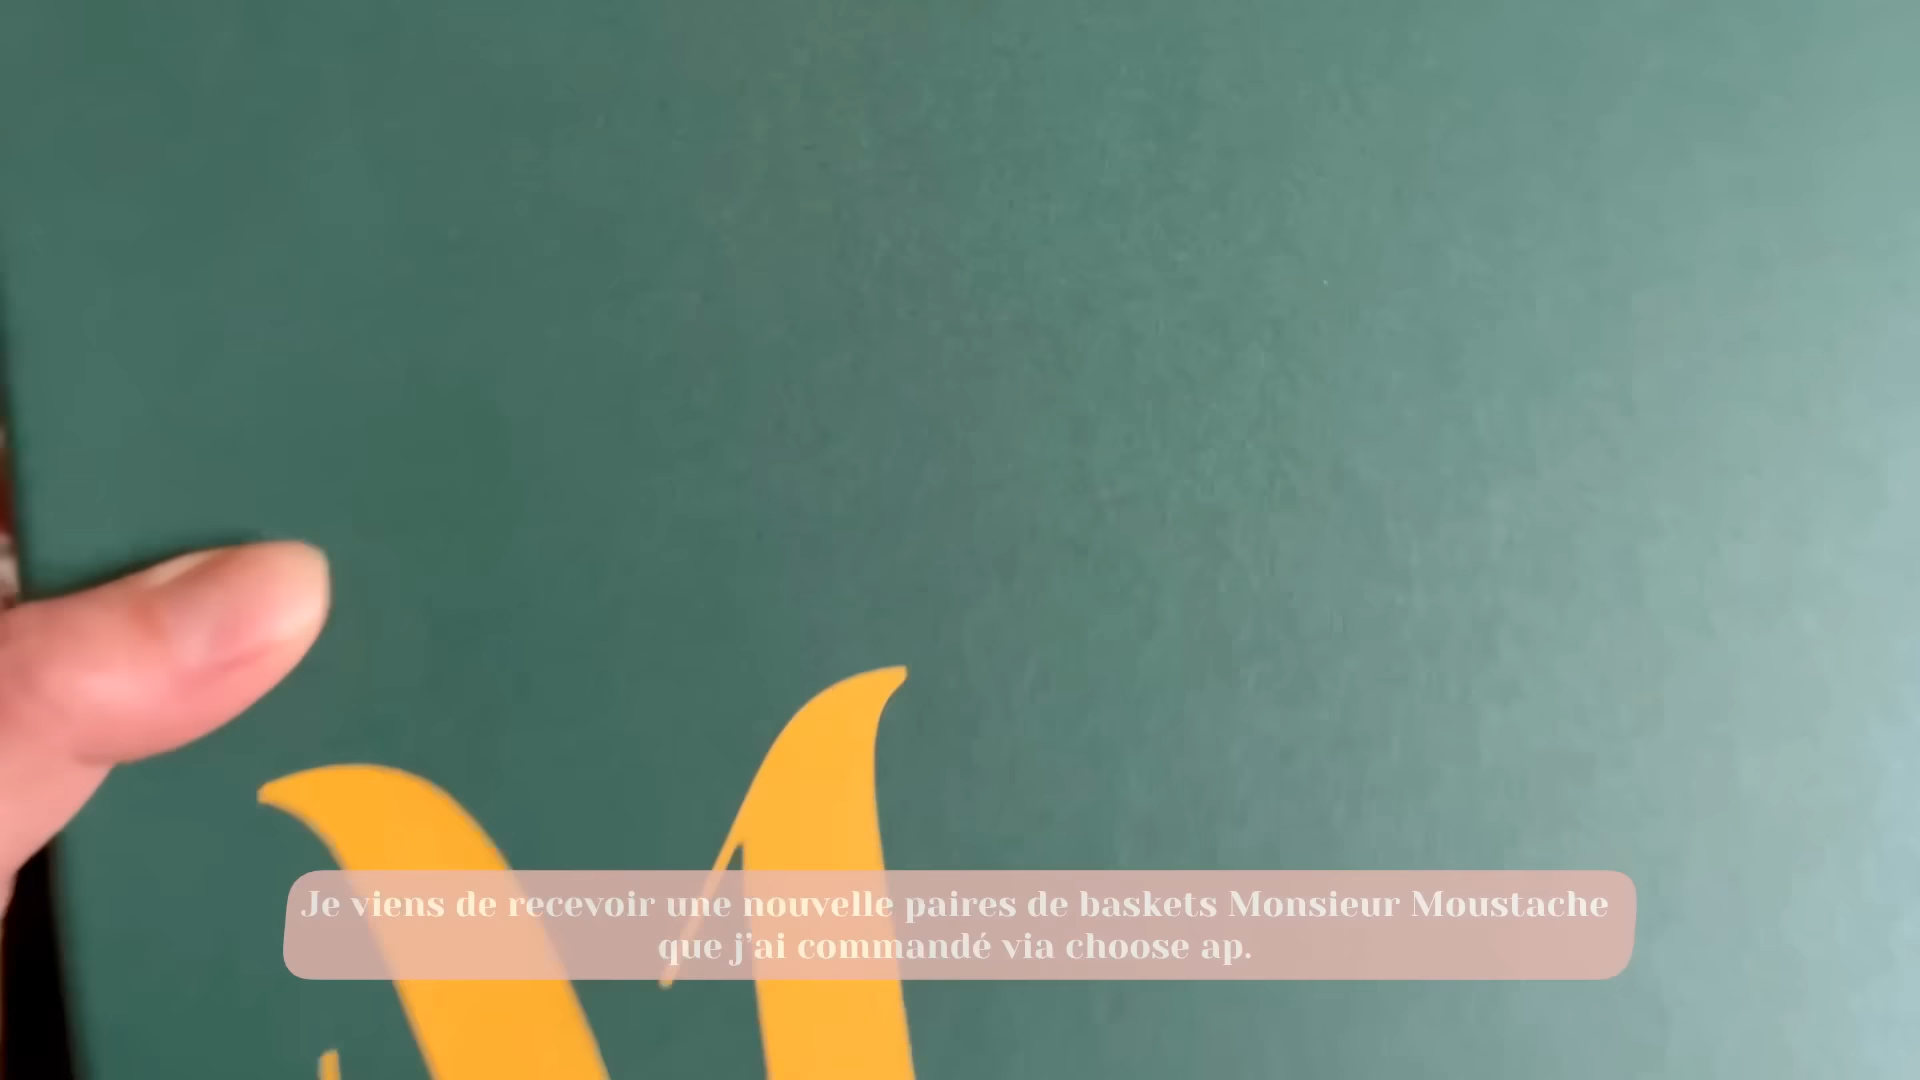 Je viens de recevoir une nouvelle paires de baskets Monsieur Moustache
que j’ai commandé via choose ap.